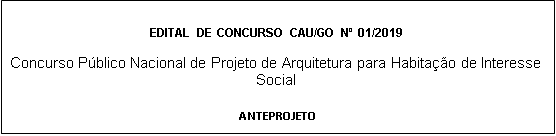 EDITAL DE CONCURSO CAU/GO Nº 01/2019
Concurso Público Nacional de Projeto de Arquitetura para Habitação de Interesse
Social
ANTEPROJETO